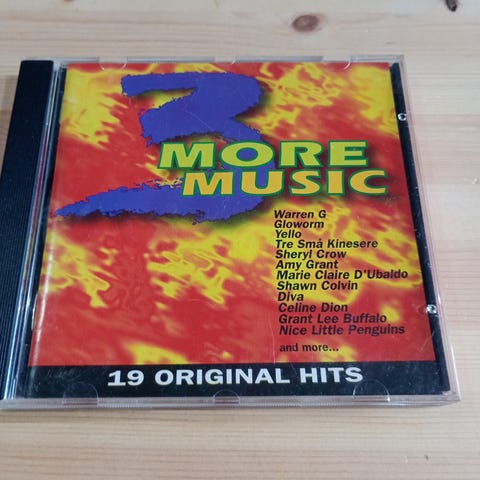 3
MORE
MUSIC
Warren G
Gloworm
Yello
Tre Små Kinesere
Sheryl Crow
Amy Grant
Marie Claire D'Ubaldo
Shawn Colvin
Diva
Celine Dion
Grant Lee Buffalo
Nice Little Penguins
and more...
19 ORIGINAL HITS